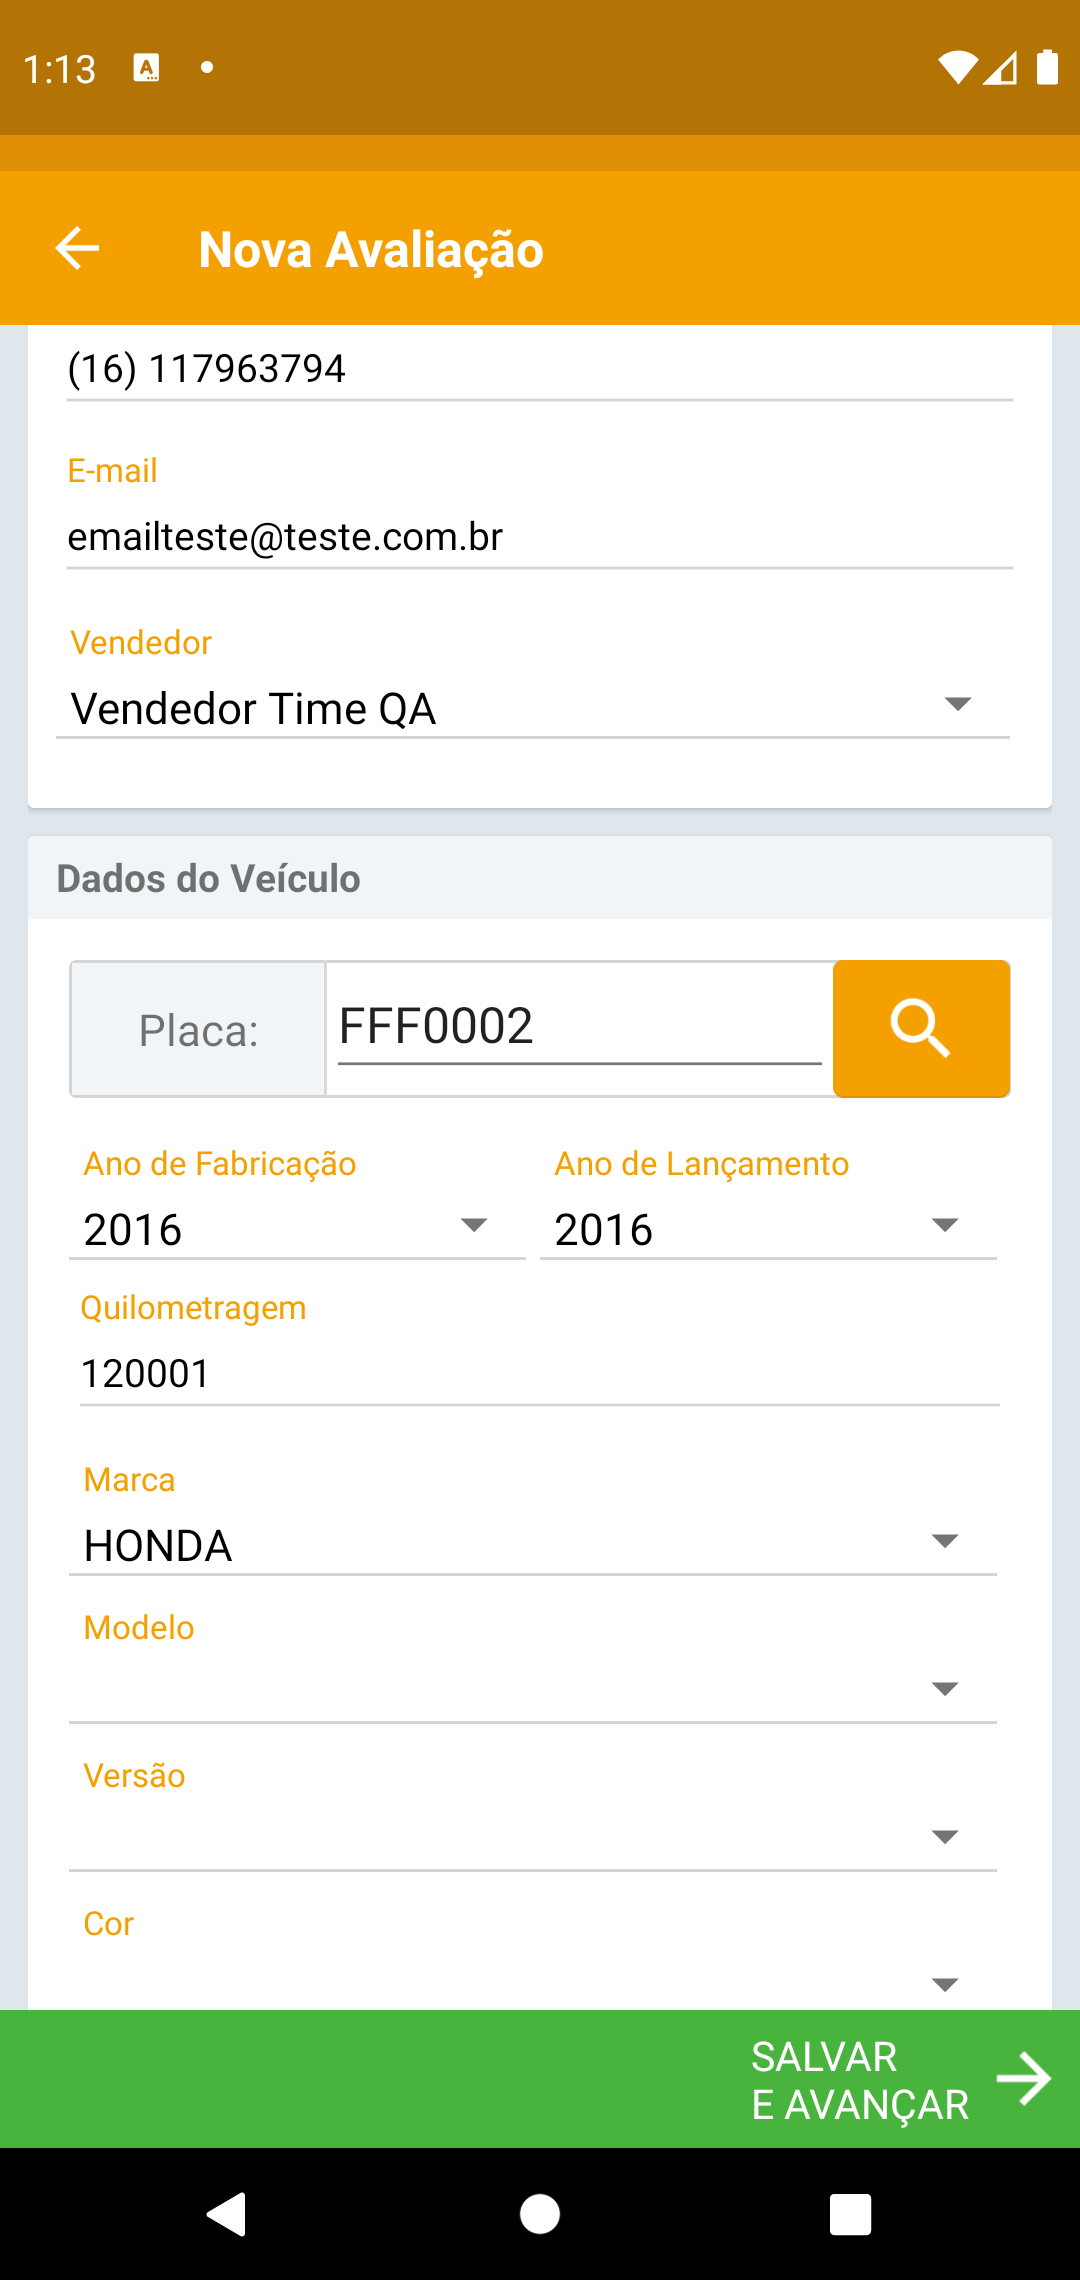 1:13
Nova Avaliação
(16) 117963794
E-mail
emailteste@teste.com.br
Vendedor
Vendedor Time QA
Dados do Veículo
Placa: FFF0002
Ano de Fabricação Ano de Lançamento
2016 2016
Quilometragem
120001
Marca
HONDA
Modelo
Versão
Cor
SALVAR
E AVANÇAR